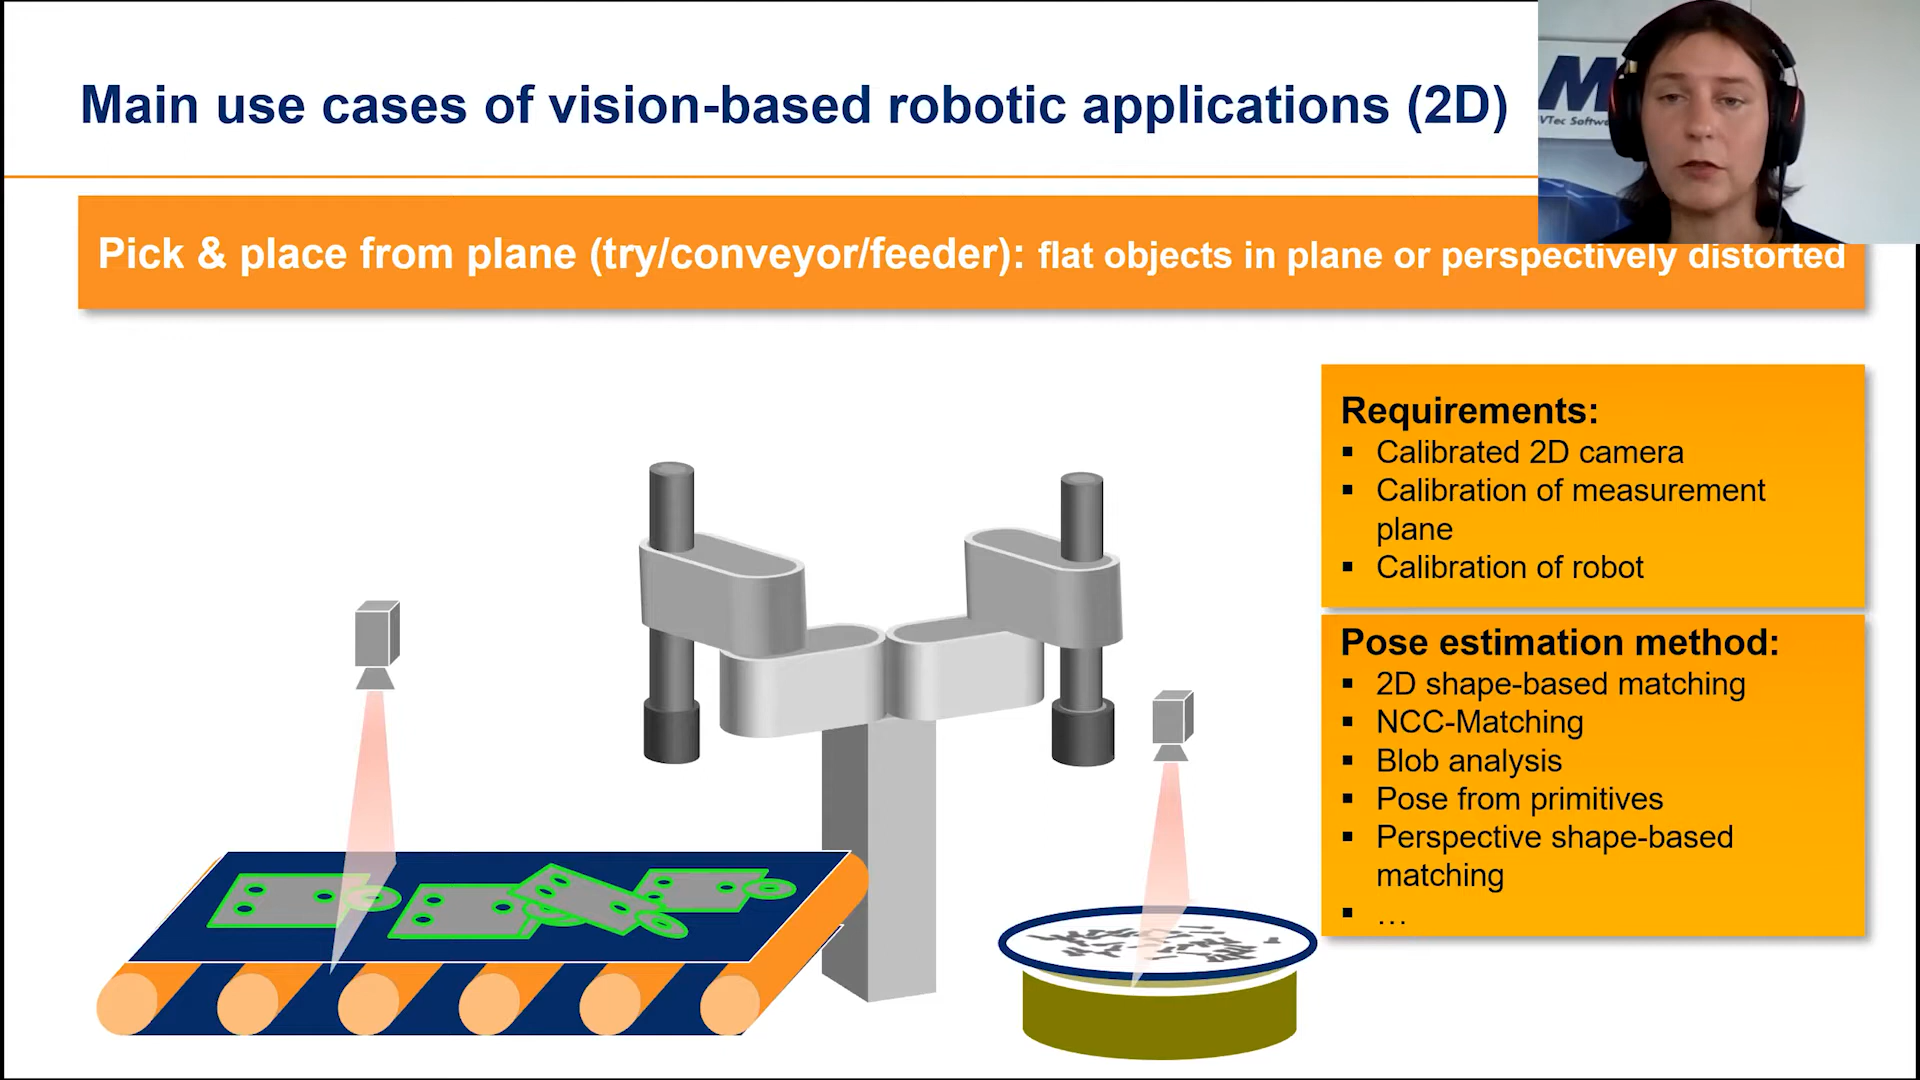 Main use cases of vision-based robotic applications (2D)
M
VTec Softwa
Pick & place from plane (try/conveyor/feeder): flat objects in plane or perspectively distorted
Requirements:
▪ Calibrated 2D camera
▪ Calibration of measurement
plane
▪ Calibration of robot
Pose estimation method:
▪ 2D shape-based matching
▪ NCC-Matching
▪ Blob analysis
▪ Pose from primitives
▪ Perspective shape-based
matching
▪ …